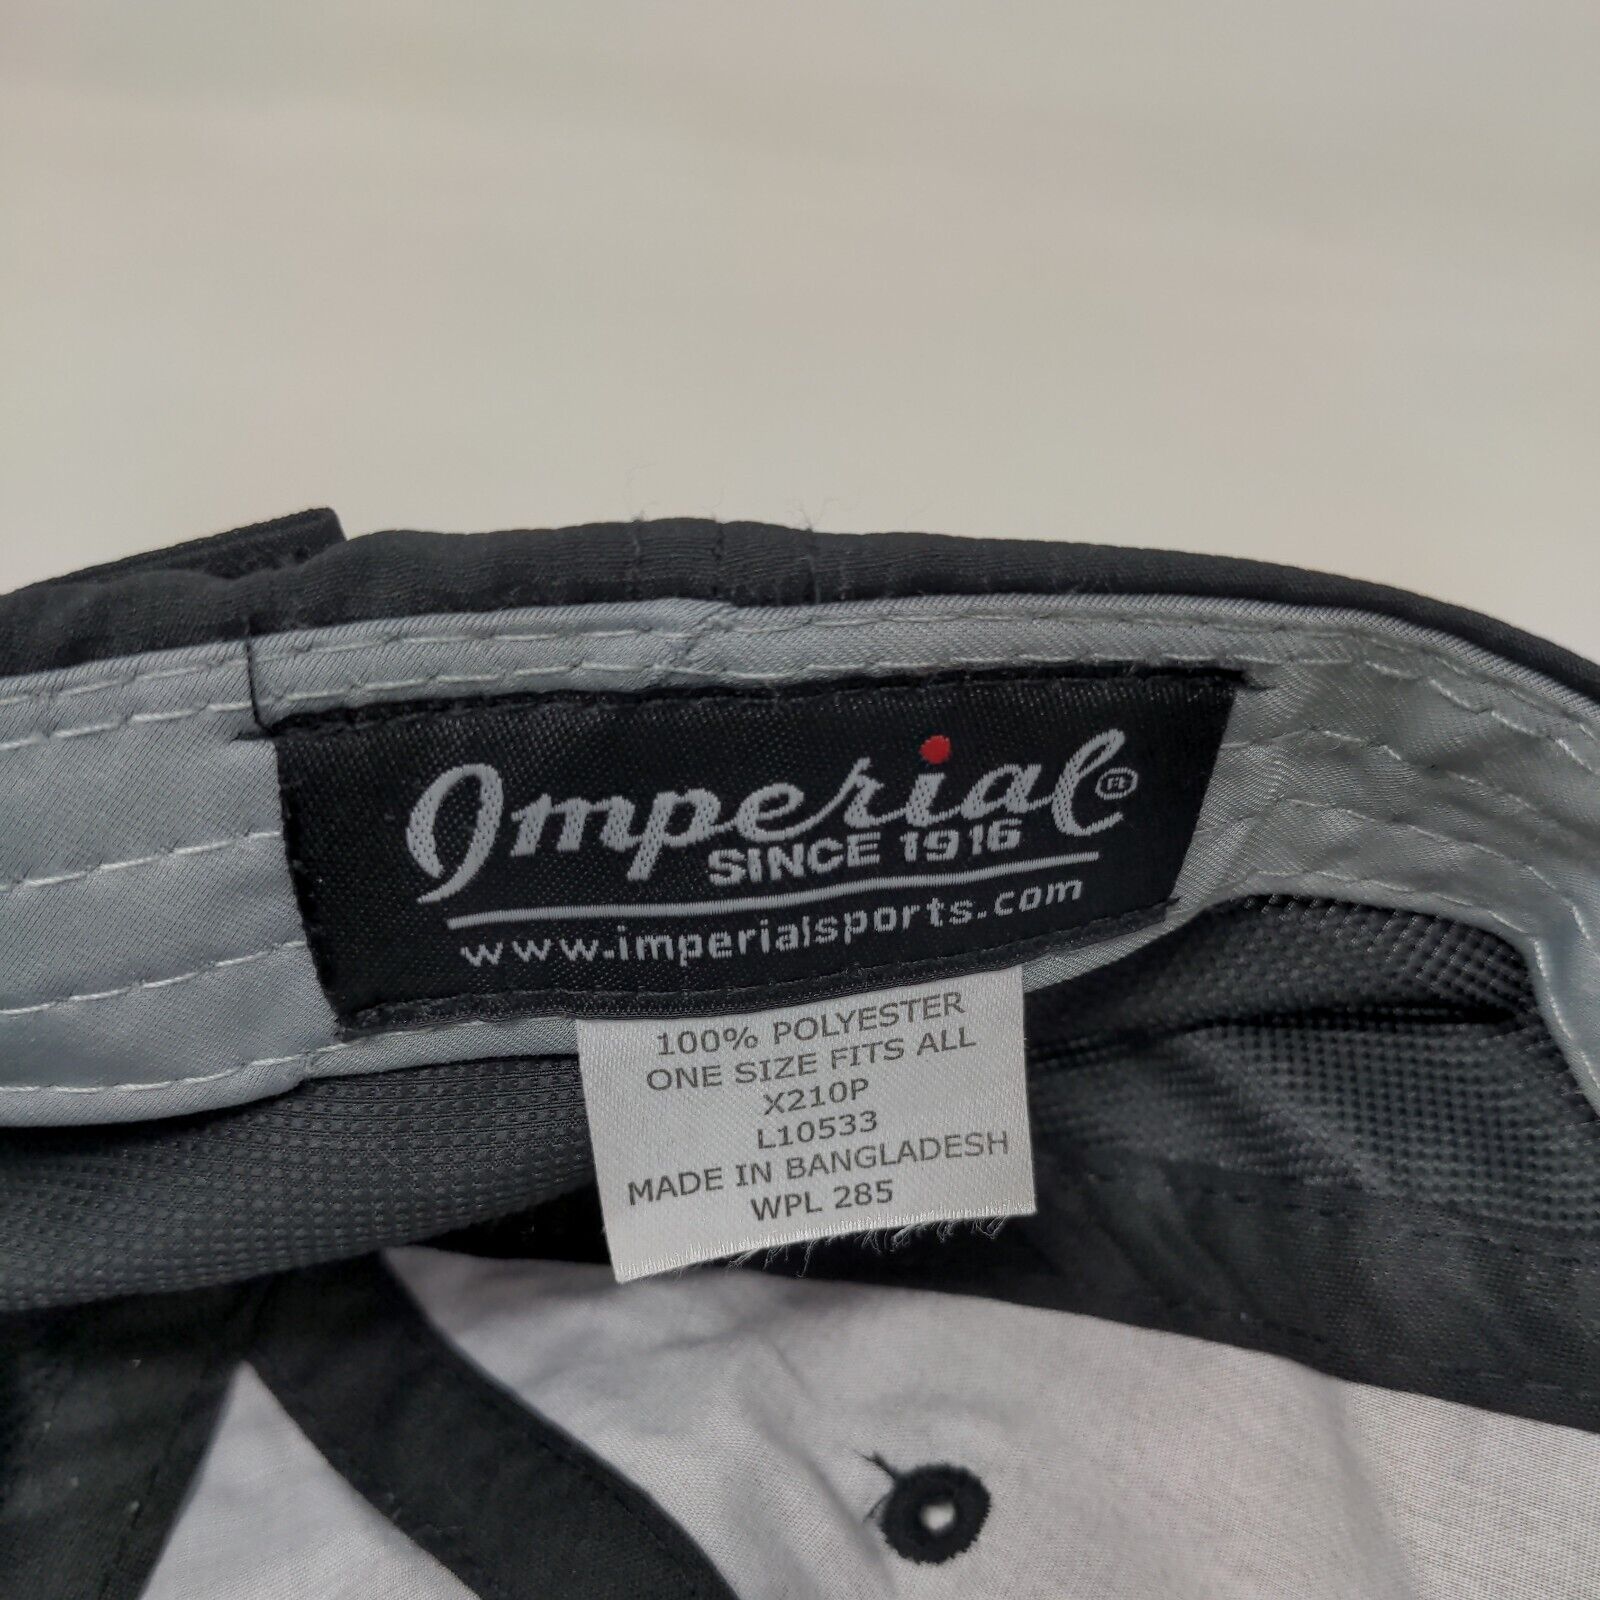 Imperial®
SINCE 1916
www.imperialsports.com
100% POLYESTER
ONE SIZE FITS ALL
X210P
L10533
MADE IN BANGLADESH
WPL 285